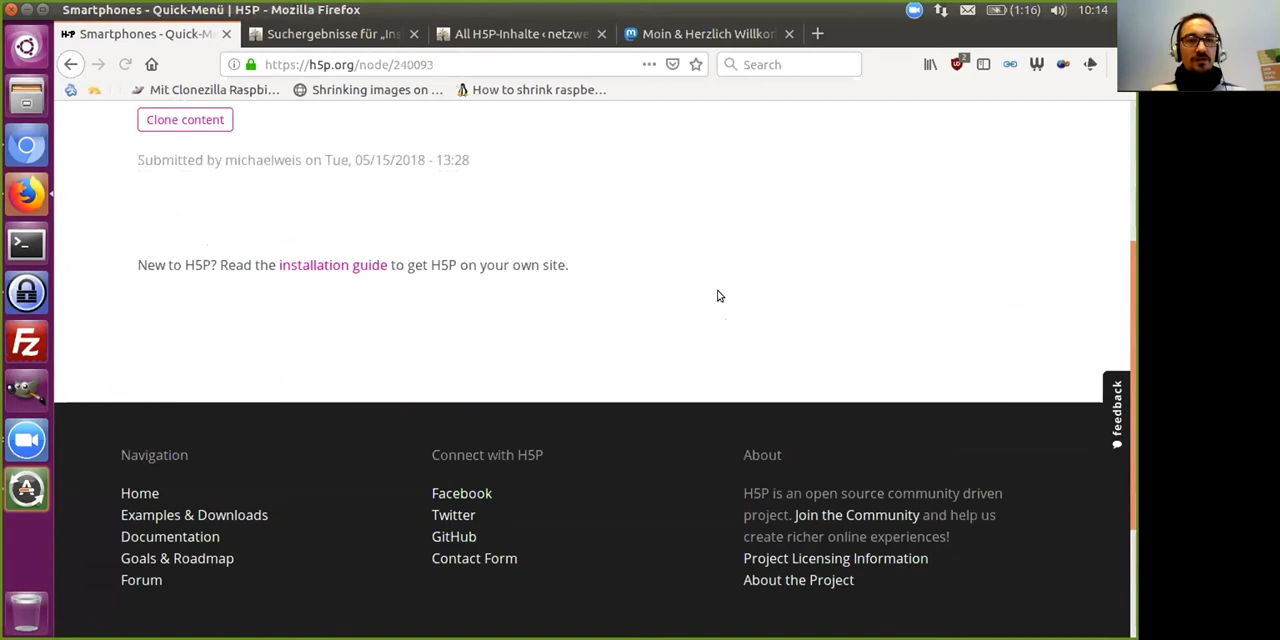 Smartphones - Quick-Menü | H5P - Mozilla Firefox
(1:16) 10:14
H-P Smartphones - Quick-M
Suchergebnisse für „Ins
All H5P-Inhalte ‹ netzwe
Moin & Herzlich Willkor
https://h5p.org/node/240093
Search
Mit Clonezilla Raspbi...
Shrinking images on ...
How to shrink raspbe...
Clone content
Submitted by michaelweis on Tue, 05/15/2018 - 13:28
New to H5P? Read the installation guide to get H5P on your own site.
feedback
Navigation
Home
Examples & Downloads
Documentation
Goals & Roadmap
Forum
Connect with H5P
Facebook
Twitter
GitHub
Contact Form
About
H5P is an open source community driven
project. Join the Community and help us
create richer online experiences!
Project Licensing Information
About the Project